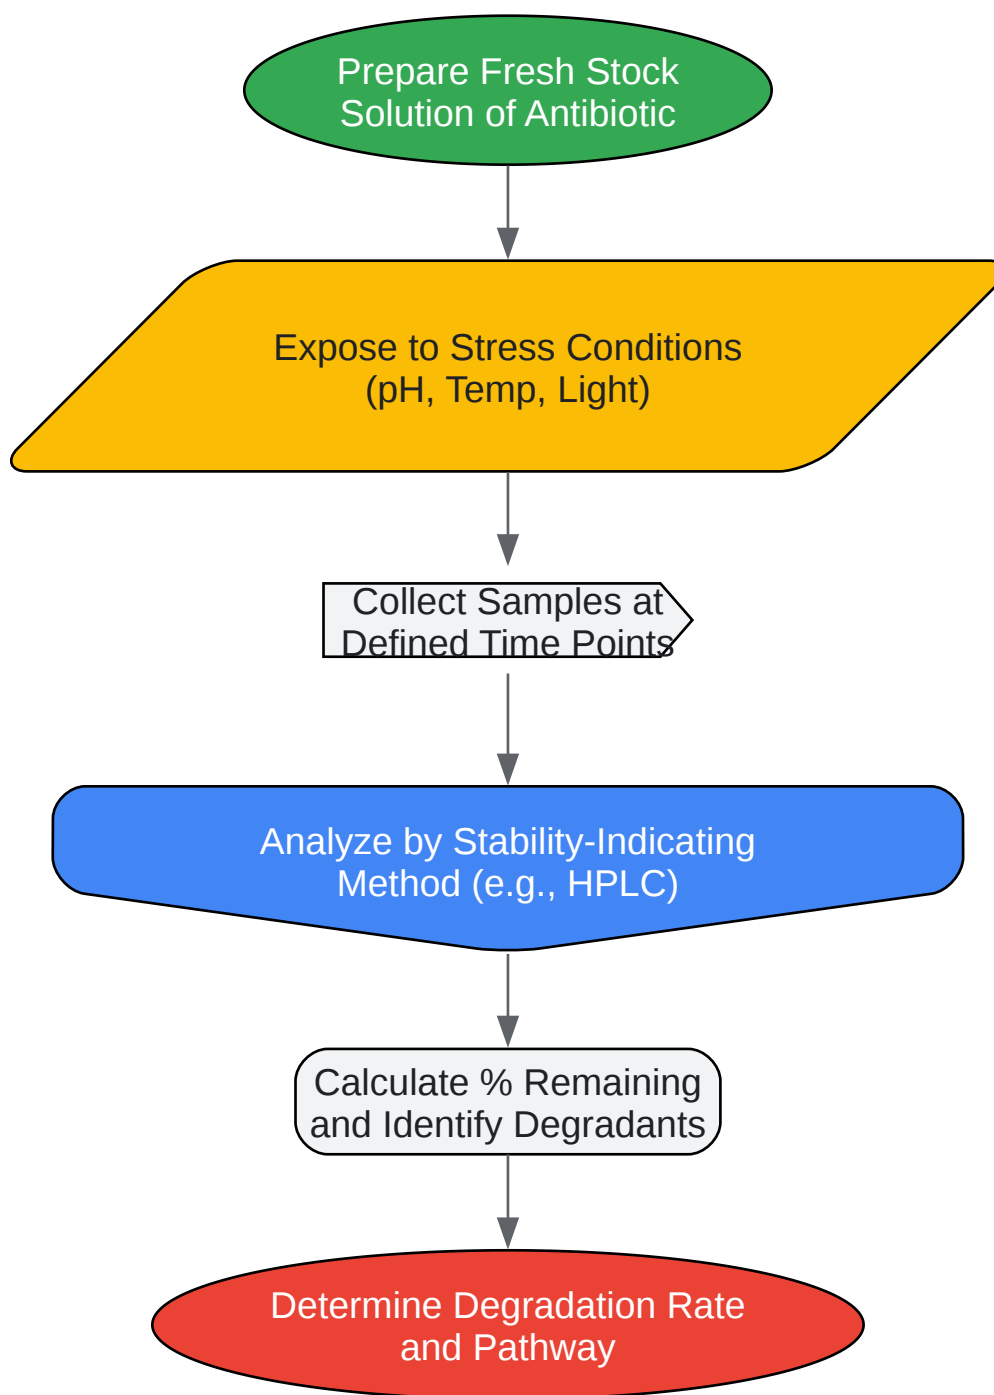 Prepare Fresh Stock
Solution of Antibiotic
Expose to Stress Conditions
(pH, Temp, Light)
Collect Samples at
Defined Time Points
Analyze by Stability-Indicating
Method (e.g., HPLC)
Calculate % Remaining
and Identify Degradants
Determine Degradation Rate
and Pathway